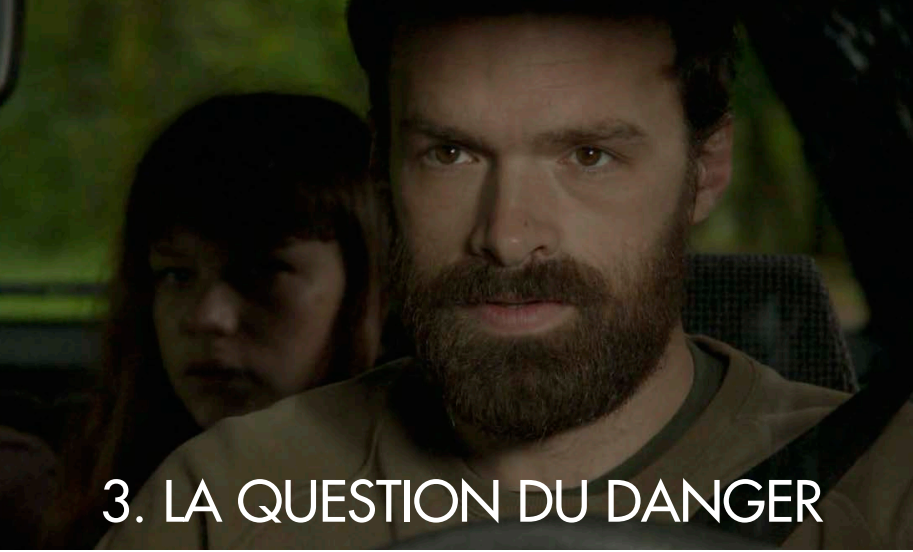 3. LA QUESTION DU DANGER